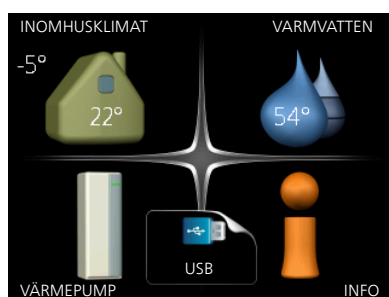 INOMHUSKLIMAT
VARMVATTEN
-5°
22°
54°
USB
VÄRMEPUMP
INFO